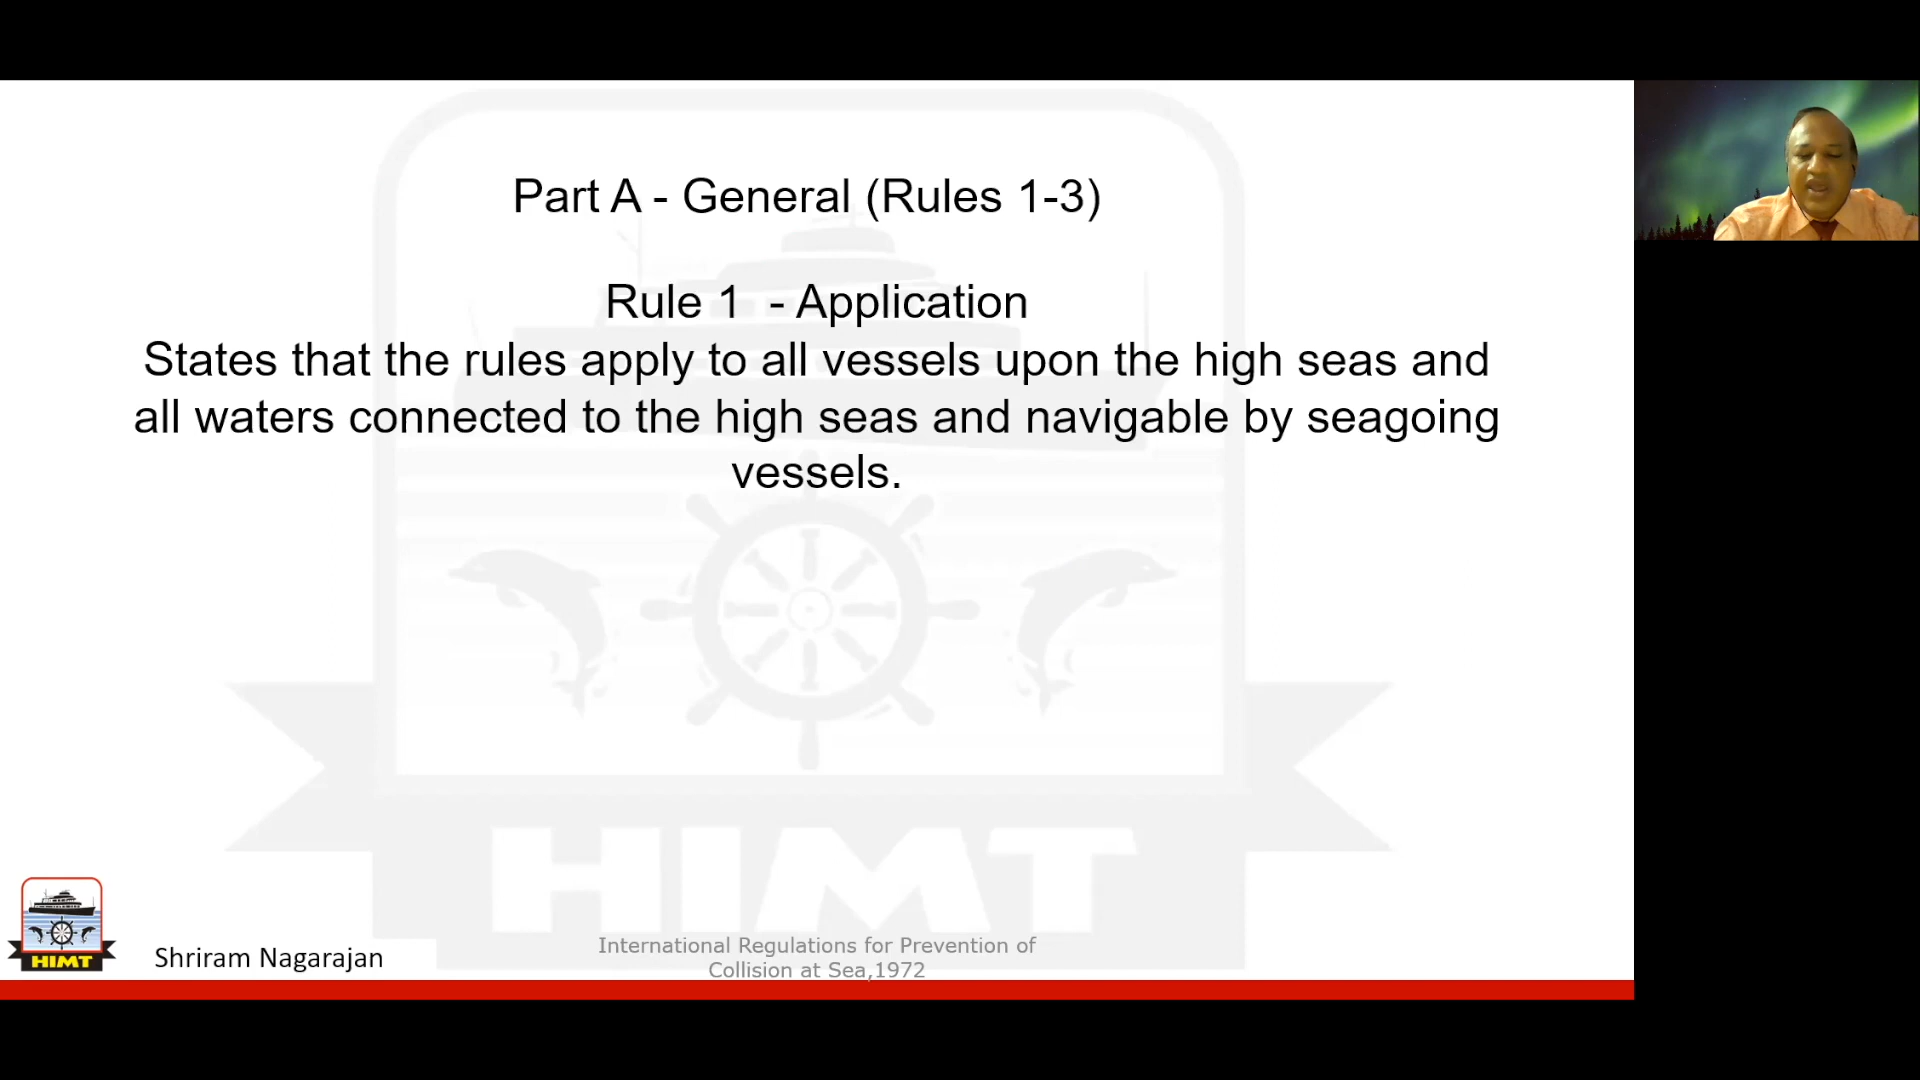 Part A - General (Rules 1-3)
Rule 1  - Application
States that the rules apply to all vessels upon the high seas and
all waters connected to the high seas and navigable by seagoing
vessels.
HIMT
HIMT
Shriram Nagarajan
International Regulations for Prevention of
Collision at Sea,1972